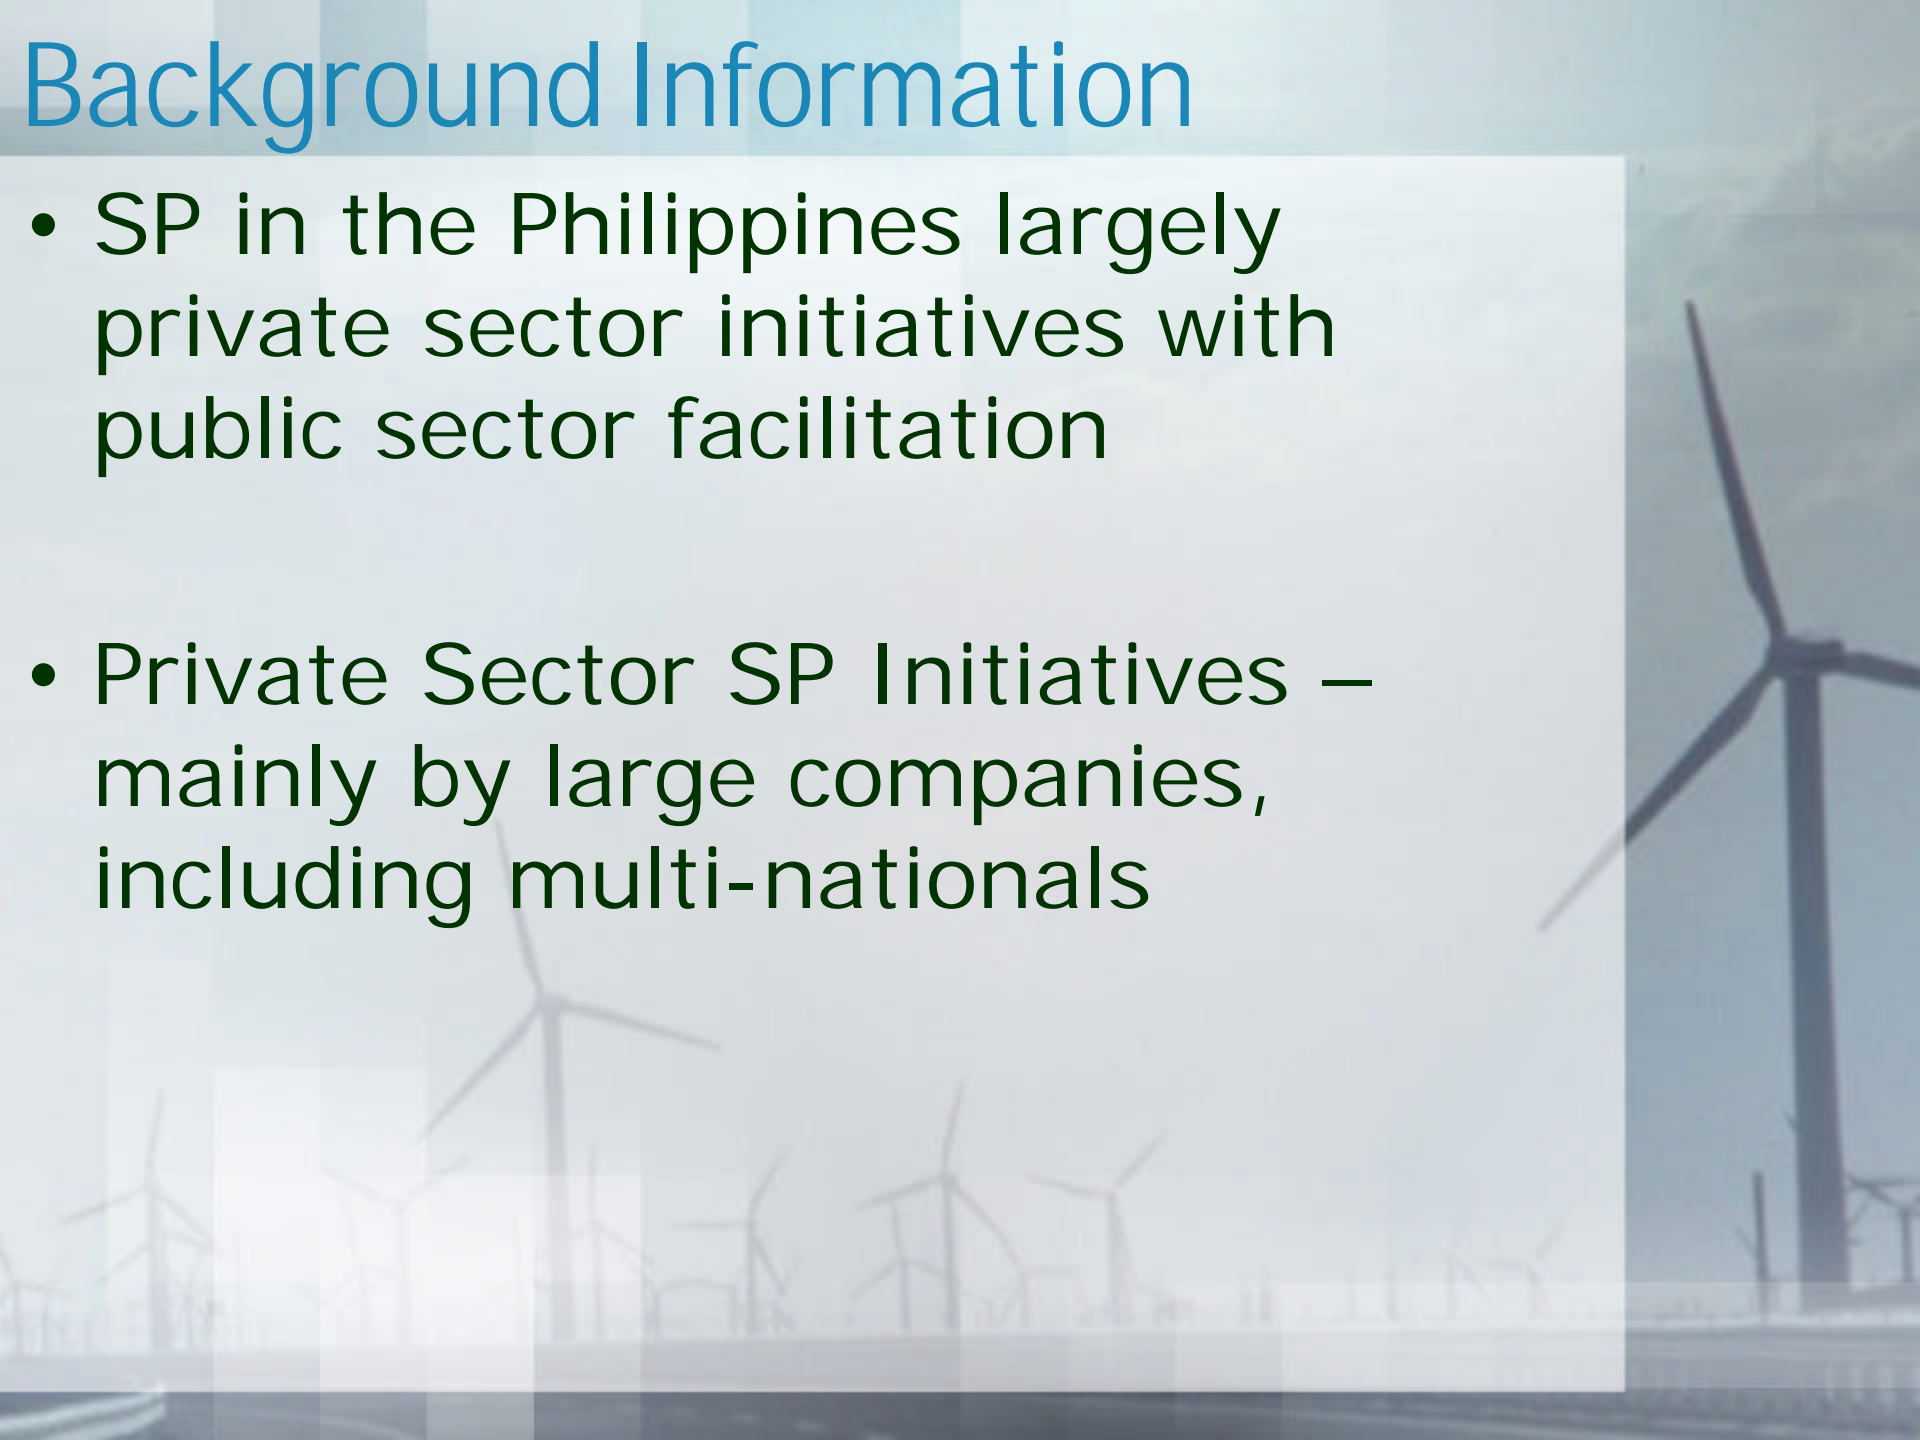 Background Information
• SP in the Philippines largely
private sector initiatives with
public sector facilitation
• Private Sector SP Initiatives –
mainly by large companies,
including multi-nationals